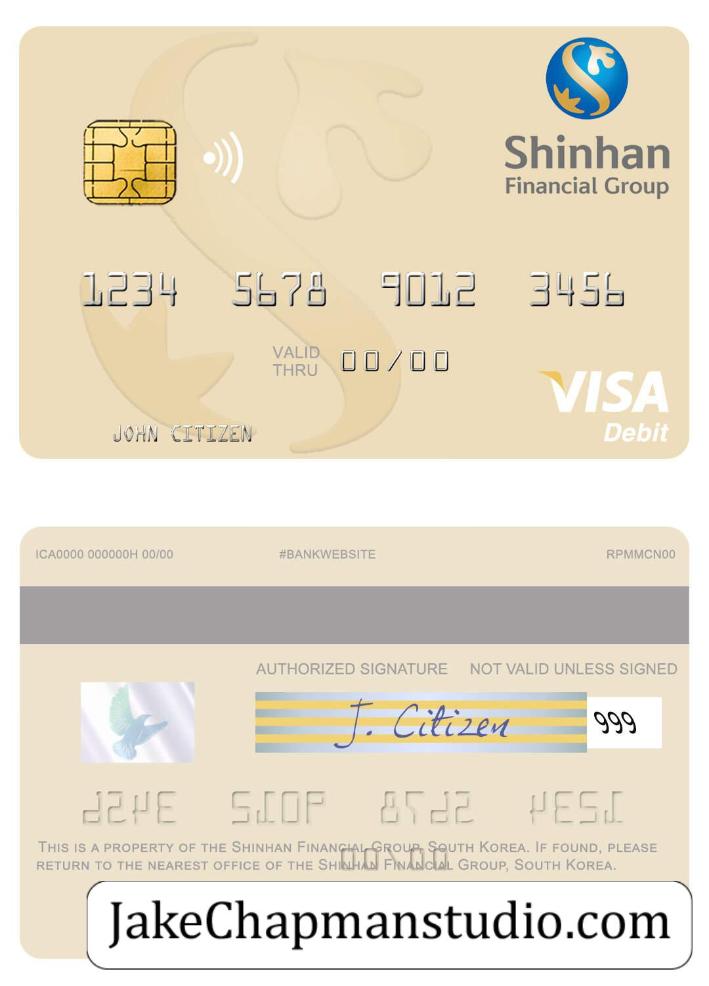 Shinhan
Financial Group
1234 5678 9012 3456
VALID
THRU 00/00
VISA
Debit
JOHN CITIZEN
ICA0000 000000H 00/00 #BANKWEBSITE RPMMCN00
AUTHORIZED SIGNATURE NOT VALID UNLESS SIGNED
J. Citizen 999
THIS IS A PROPERTY OF THE SHINHAN FINANCIAL GROUP, SOUTH KOREA. IF FOUND, PLEASE
RETURN TO THE NEAREST OFFICE OF THE SHINHAN FINANCIAL GROUP, SOUTH KOREA.
JakeChapmanstudio.com